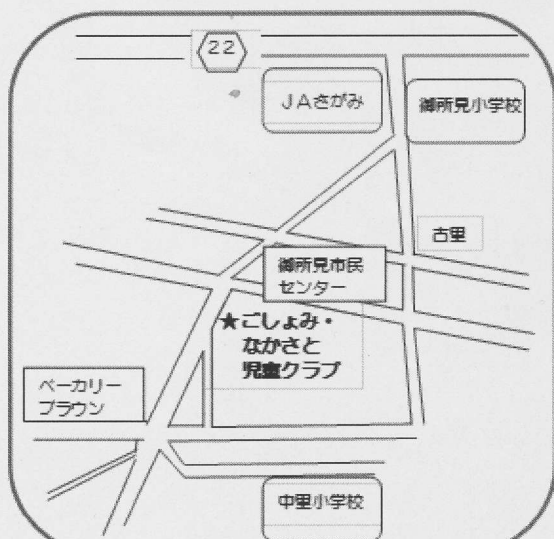 22
JAさがみ
御所見小学校
古里
御所見市民
センター
★ごしょみ・
なかさと
児童クラブ
ベーカリー
ブラウン
中里小学校